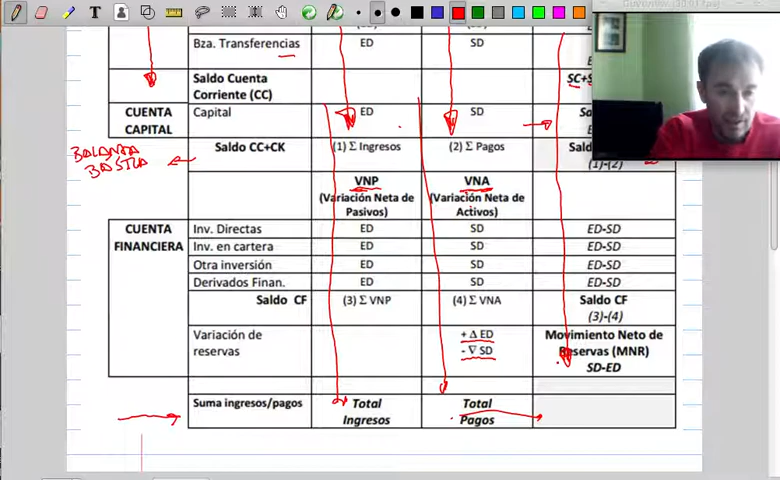 Bza. Transferencias ED SD
Saldo Cuenta
Corriente (CC)
CUENTA
CAPITAL
Capital ED SD
Saldo CC+CK (1) Σ Ingresos (2) Σ Pagos
(1)-(2)
BALANZA
BASICA
VNP
(Variación Neta de
Pasivos)
VNA
(Variación Neta de
Activos)
CUENTA
FINANCIERA
Inv. Directas ED SD ED-SD
Inv. en cartera ED SD ED-SD
Otra inversión ED SD ED-SD
Derivados Finan. ED SD ED-SD
Saldo CF (3) Σ VNP (4) Σ VNA Saldo CF
(3)-(4)
Variación de
reservas
+ Δ ED
- ∇ SD
Movimiento Neto de
Reservas (MNR)
SD-ED
Suma ingresos/pagos
Total
Ingresos
Total
Pagos